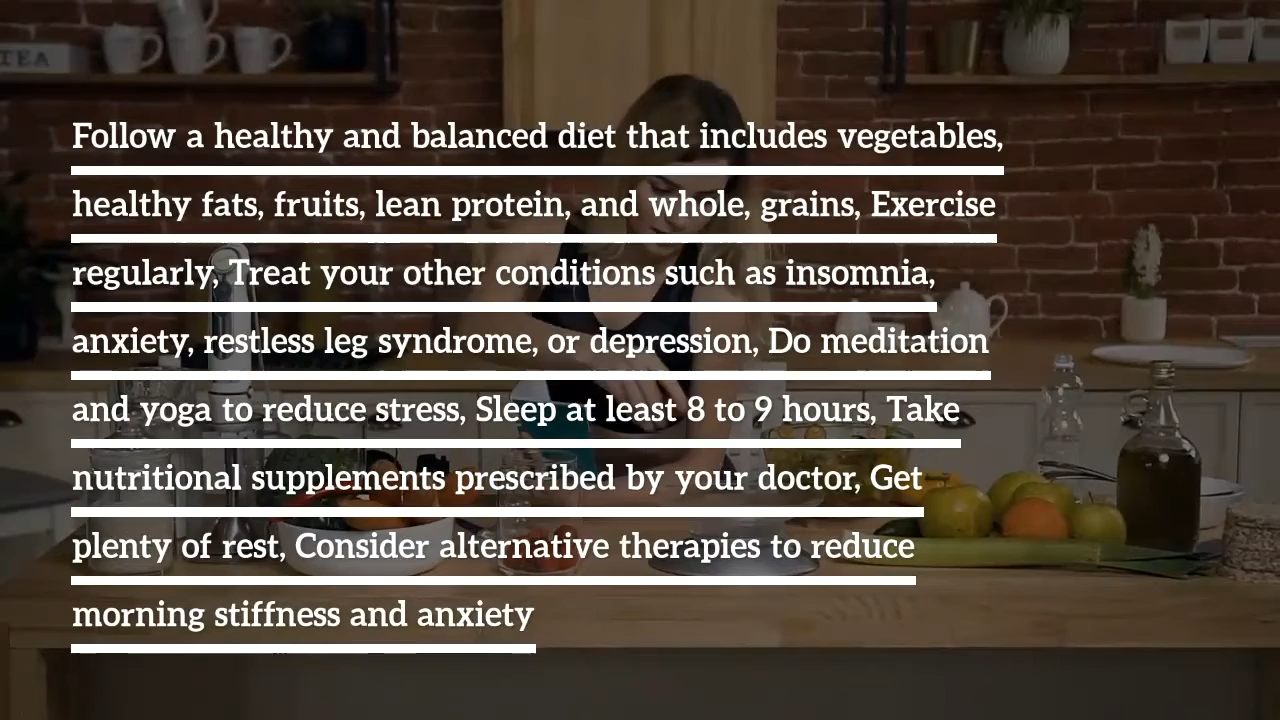 TEA
Follow a healthy and balanced diet that includes vegetables,
healthy fats, fruits, lean protein, and whole, grains, Exercise
regularly, Treat your other conditions such as insomnia,
anxiety, restless leg syndrome, or depression, Do meditation
and yoga to reduce stress, Sleep at least 8 to 9 hours, Take
nutritional supplements prescribed by your doctor, Get
plenty of rest, Consider alternative therapies to reduce
morning stiffness and anxiety